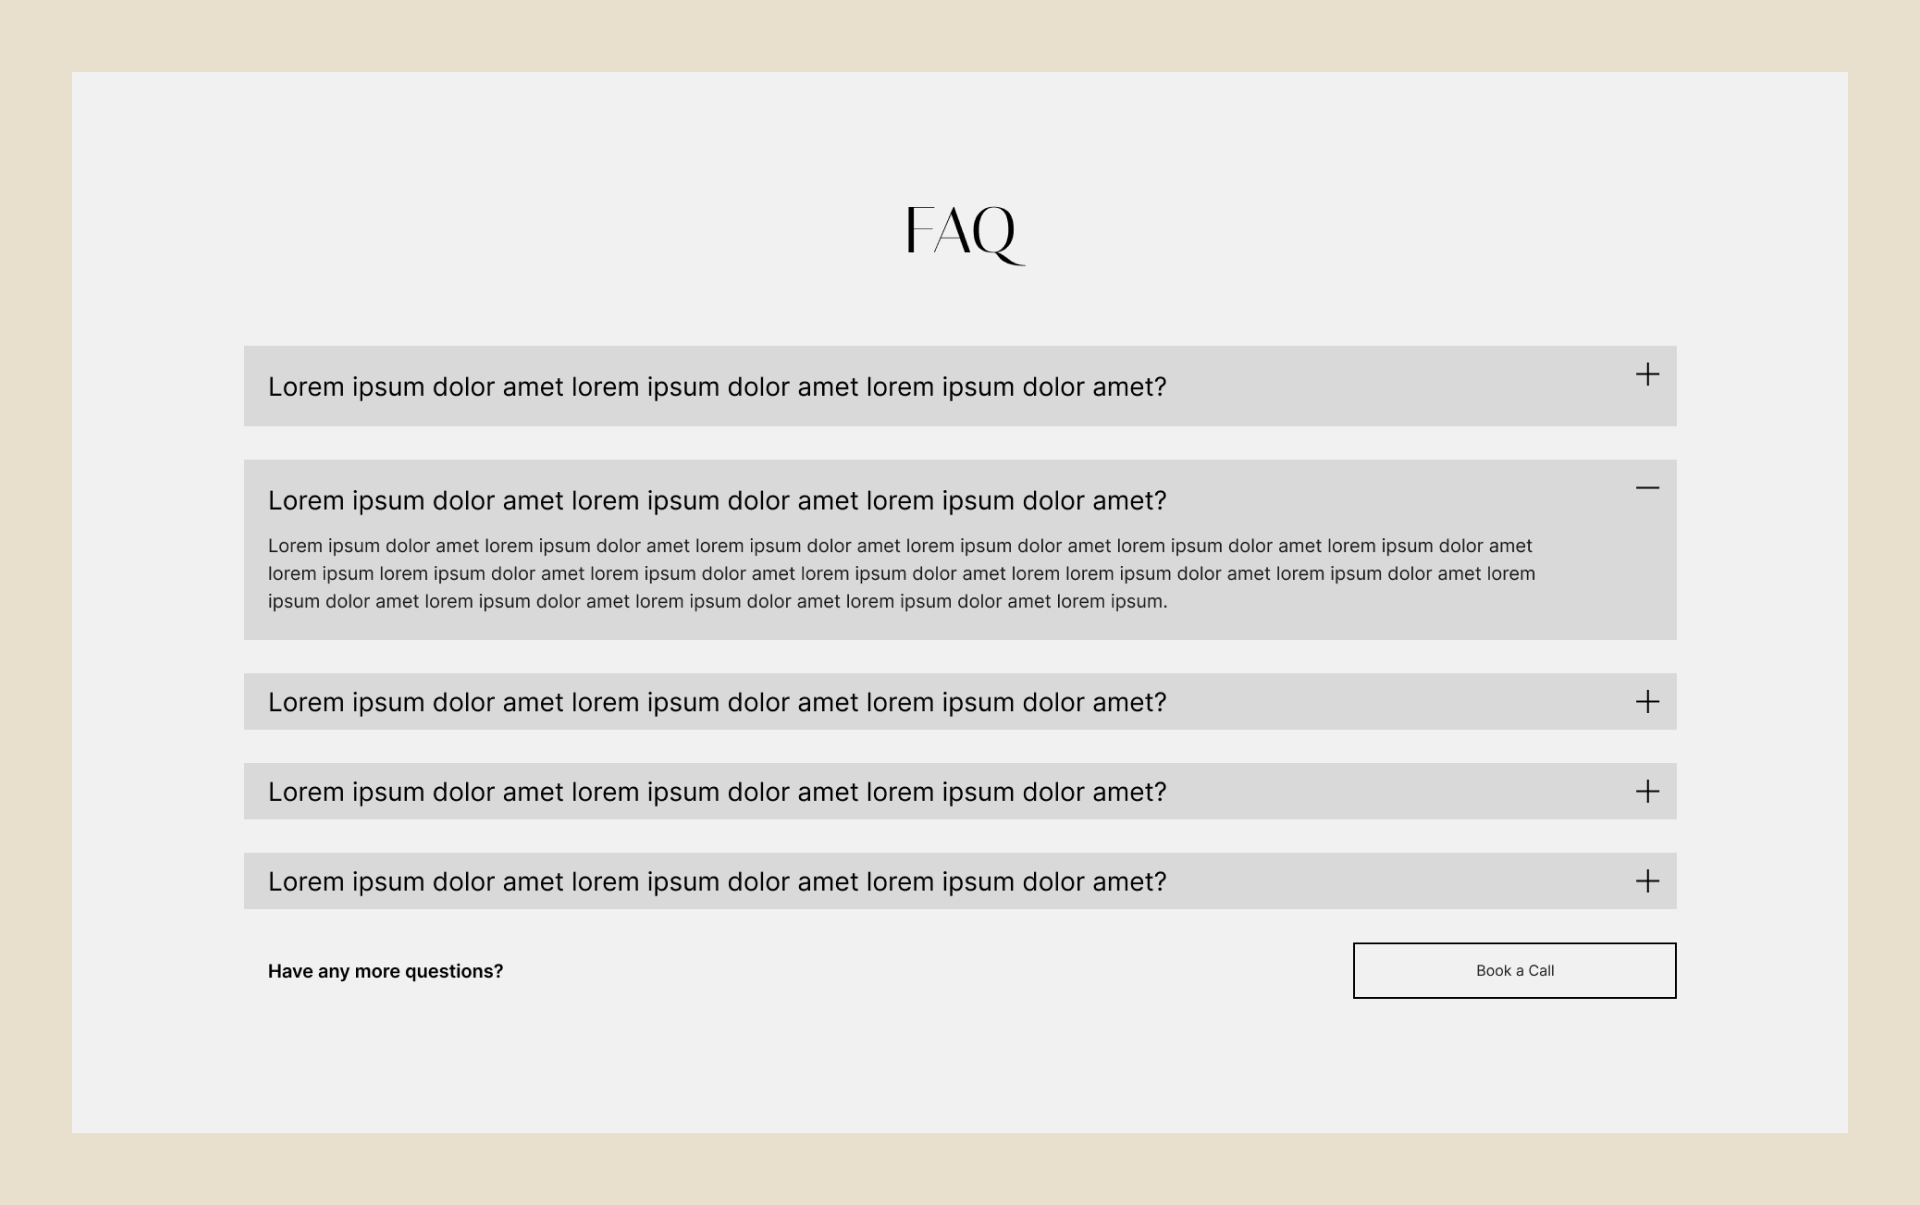 FAQ
Lorem ipsum dolor amet lorem ipsum dolor amet lorem ipsum dolor amet?
Lorem ipsum dolor amet lorem ipsum dolor amet lorem ipsum dolor amet?
Lorem ipsum dolor amet lorem ipsum dolor amet lorem ipsum dolor amet lorem ipsum dolor amet lorem ipsum dolor amet lorem ipsum dolor amet
lorem ipsum lorem ipsum dolor amet lorem ipsum dolor amet lorem ipsum dolor amet lorem lorem ipsum dolor amet lorem ipsum dolor amet lorem
ipsum dolor amet lorem ipsum dolor amet lorem ipsum dolor amet lorem ipsum dolor amet lorem ipsum.
Lorem ipsum dolor amet lorem ipsum dolor amet lorem ipsum dolor amet?
Lorem ipsum dolor amet lorem ipsum dolor amet lorem ipsum dolor amet?
Lorem ipsum dolor amet lorem ipsum dolor amet lorem ipsum dolor amet?
Have any more questions?
Book a Call